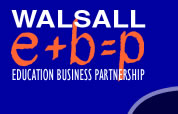 WALSALL
e+b=p
EDUCATION BUSINESS PARTNERSHIP